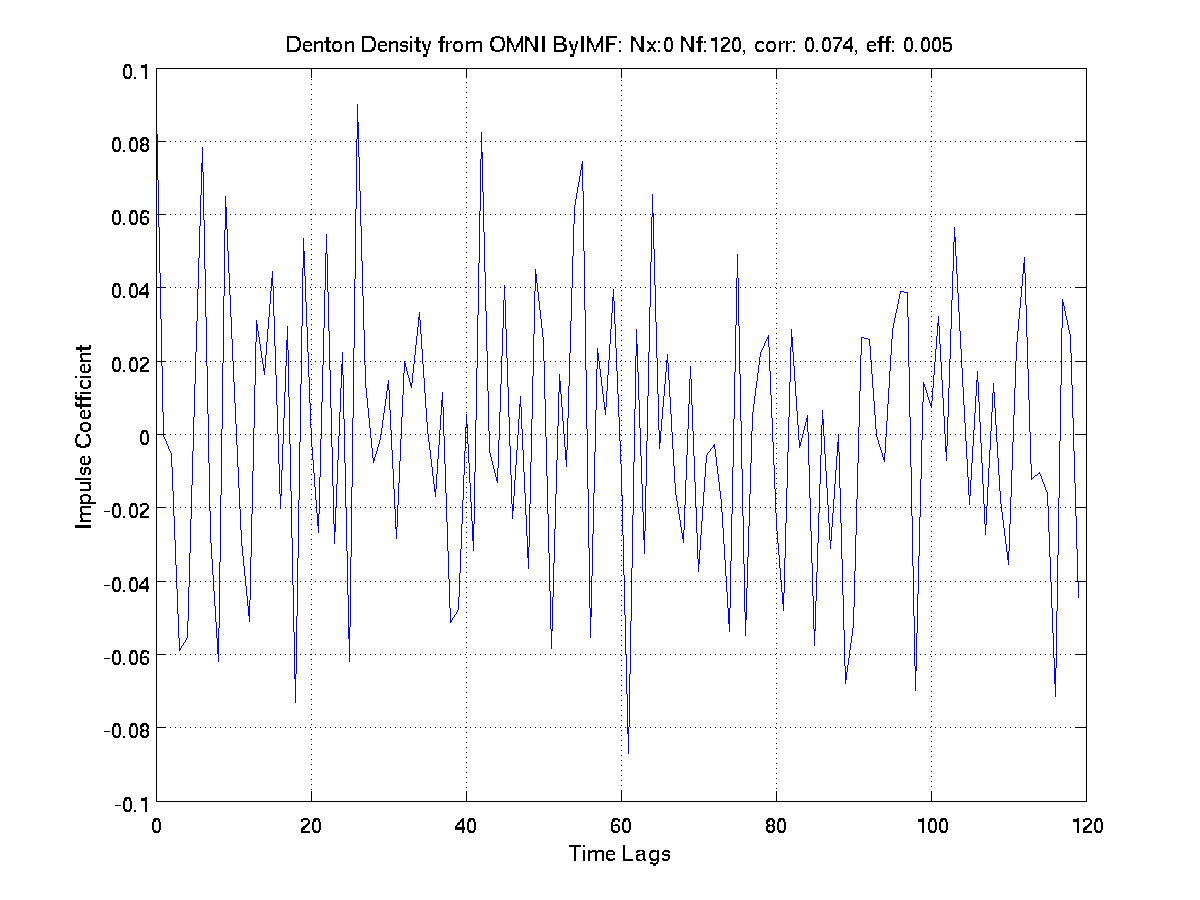 Denton Density from OMNI ByIMF: Nx:0 Nf:120, corr: 0.074, eff: 0.005
0.1
0.08
0.06
0.04
0.02
0
-0.02
-0.04
-0.06
-0.08
-0.1
Impulse Coefficient
0 20 40 60 80 100 120
Time Lags